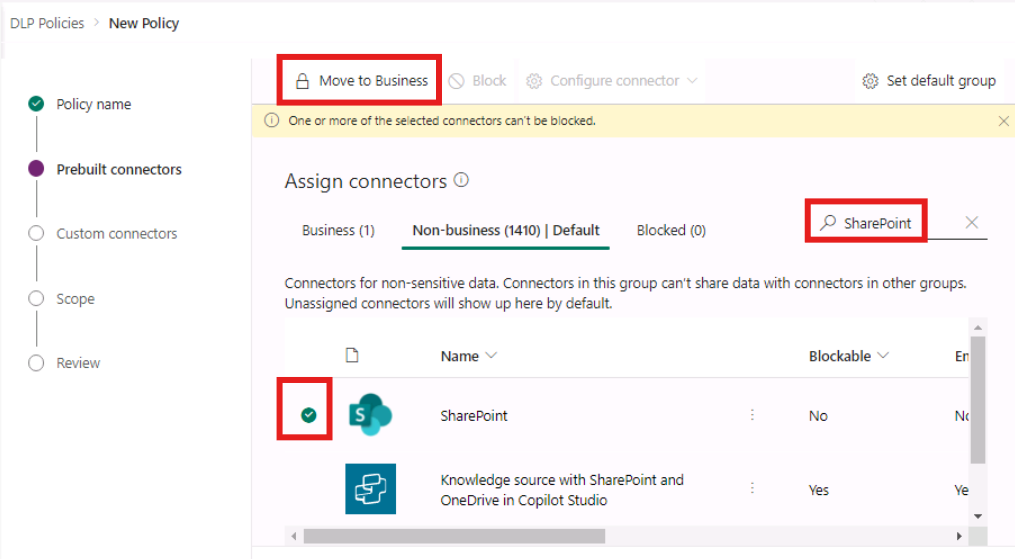 DLP Policies > New Policy
Policy name
Prebuilt connectors
Custom connectors
Scope
Review
Move to Business
Block
Configure connector
Set default group
One or more of the selected connectors can't be blocked.
Assign connectors
Business (1)
Non-business (1410) | Default
Blocked (0)
SharePoint
Connectors for non-sensitive data. Connectors in this group can't share data with connectors in other groups.
Unassigned connectors will show up here by default.
Name
Blockable
SharePoint
No
Knowledge source with SharePoint and
OneDrive in Copilot Studio
Yes